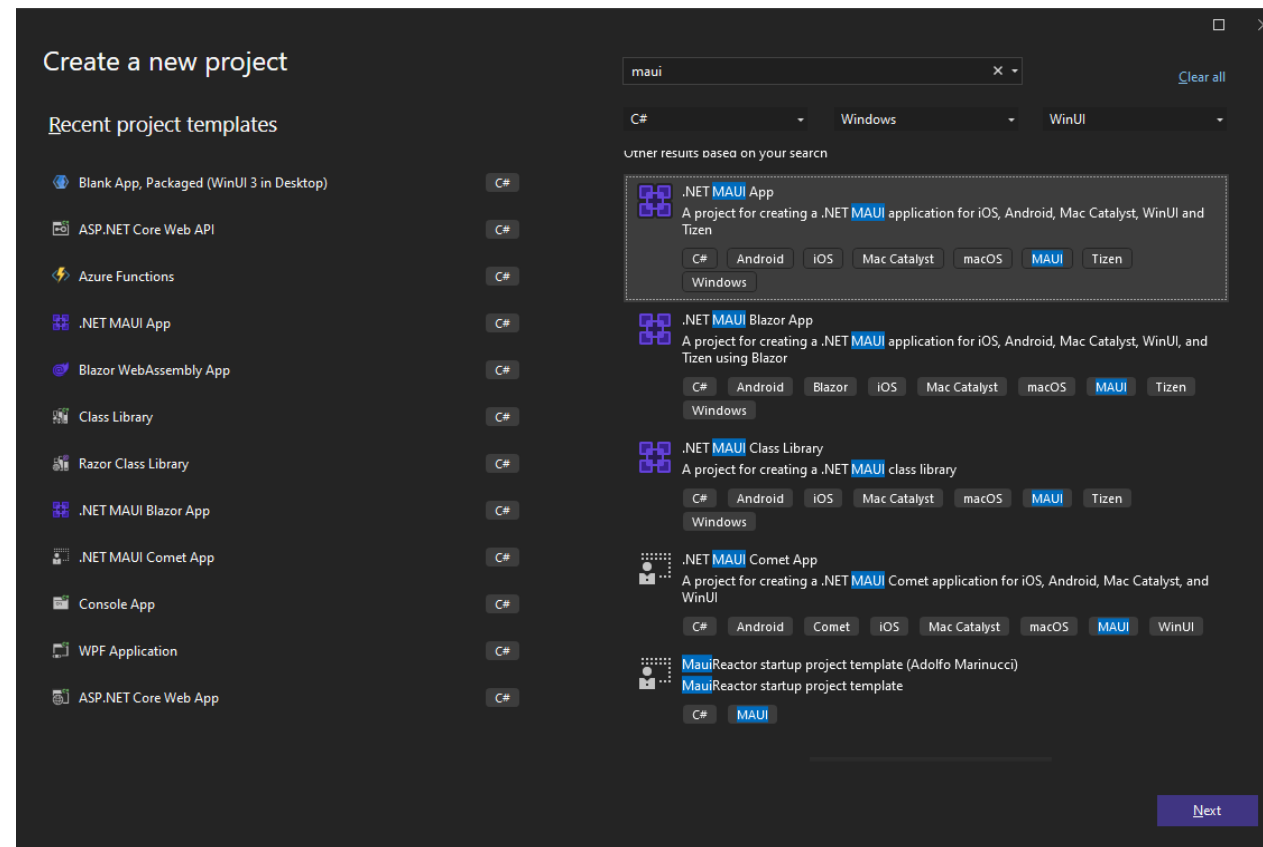 Create a new project
maui
Clear all
Recent project templates
C#
Windows
WinUI
Other results based on your search
Blank App, Packaged (WinUI 3 in Desktop)
C#
ASP.NET Core Web API
C#
Azure Functions
C#
.NET MAUI App
C#
Blazor WebAssembly App
C#
Class Library
C#
Razor Class Library
C#
.NET MAUI Blazor App
C#
.NET MAUI Comet App
C#
Console App
C#
WPF Application
C#
ASP.NET Core Web App
C#
.NET MAUI App
A project for creating a .NET MAUI application for iOS, Android, Mac Catalyst, WinUI and
Tizen
C# Android iOS Mac Catalyst macOS MAUI Tizen
Windows
.NET MAUI Blazor App
A project for creating a .NET MAUI application for iOS, Android, Mac Catalyst, WinUI, and
Tizen using Blazor
C# Android Blazor iOS Mac Catalyst macOS MAUI Tizen
Windows
.NET MAUI Class Library
A project for creating a .NET MAUI class library
C# Android iOS Mac Catalyst macOS MAUI Tizen
Windows
.NET MAUI Comet App
A project for creating a .NET MAUI Comet application for iOS, Android, Mac Catalyst, and
WinUI
C# Android Comet iOS Mac Catalyst macOS MAUI WinUI
MauiReactor startup project template (Adolfo Marinucci)
MauiReactor startup project template
C# MAUI
Next